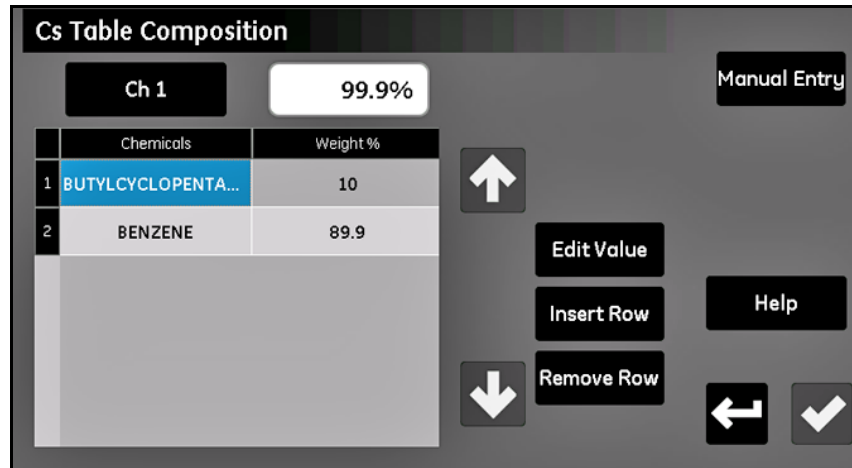 Cs Table Composition
Ch 1 99.9% Manual Entry
Chemicals Weight %
1 BUTYLCYCLOPENTA... 10
2 BENZENE 89.9
Edit Value
Insert Row Help
Remove Row